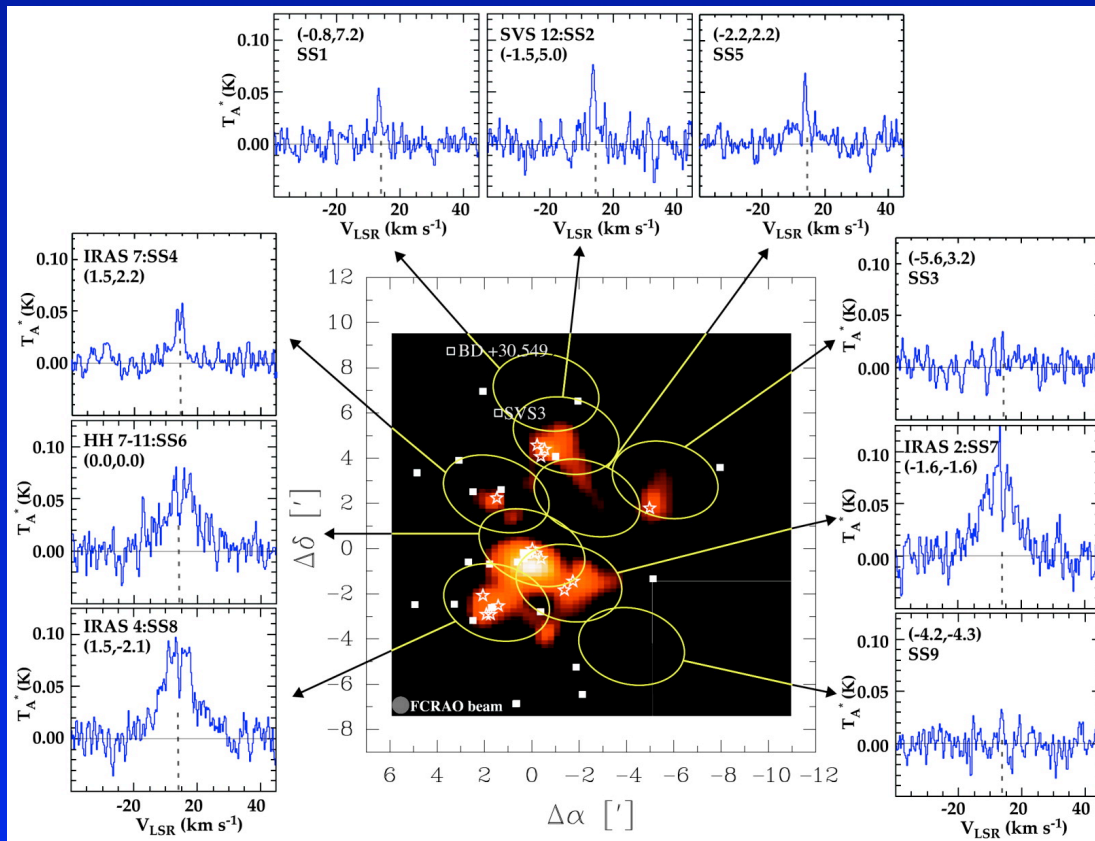 (-0.8,7.2)
SS1
0.10
0.05
0.00
T_A* (K)
-20
20
40
V_LSR (km s⁻¹)
SVS 12:SS2
(-1.5,5.0)
-20
20
40
V_LSR (km s⁻¹)
(-2.2,2.2)
SS5
-20
20
40
V_LSR (km s⁻¹)
IRAS 7:SS4
(1.5,2.2)
0.10
0.05
0.00
T_A* (K)
HH 7-11:SS6
(0.0,0.0)
0.10
0.05
0.00
T_A* (K)
IRAS 4:SS8
(1.5,-2.1)
0.10
0.05
0.00
T_A* (K)
-20
20
40
V_LSR (km s⁻¹)
12
10
8
6
4
2
0
−2
−4
−6
−8
Δδ [']
BD +30.549
SVS3
FCRAO beam
6
4
2
0
−2
−4
−6
−8
−10
−12
Δα [']
(-5.6,3.2)
SS3
0.10
0.05
0.00
T_A* (K)
IRAS 2:SS7
(-1.6,-1.6)
0.10
0.05
0.00
T_A* (K)
(-4.2,-4.3)
SS9
0.10
0.05
0.00
T_A* (K)
-20
20
40
V_LSR (km s⁻¹)